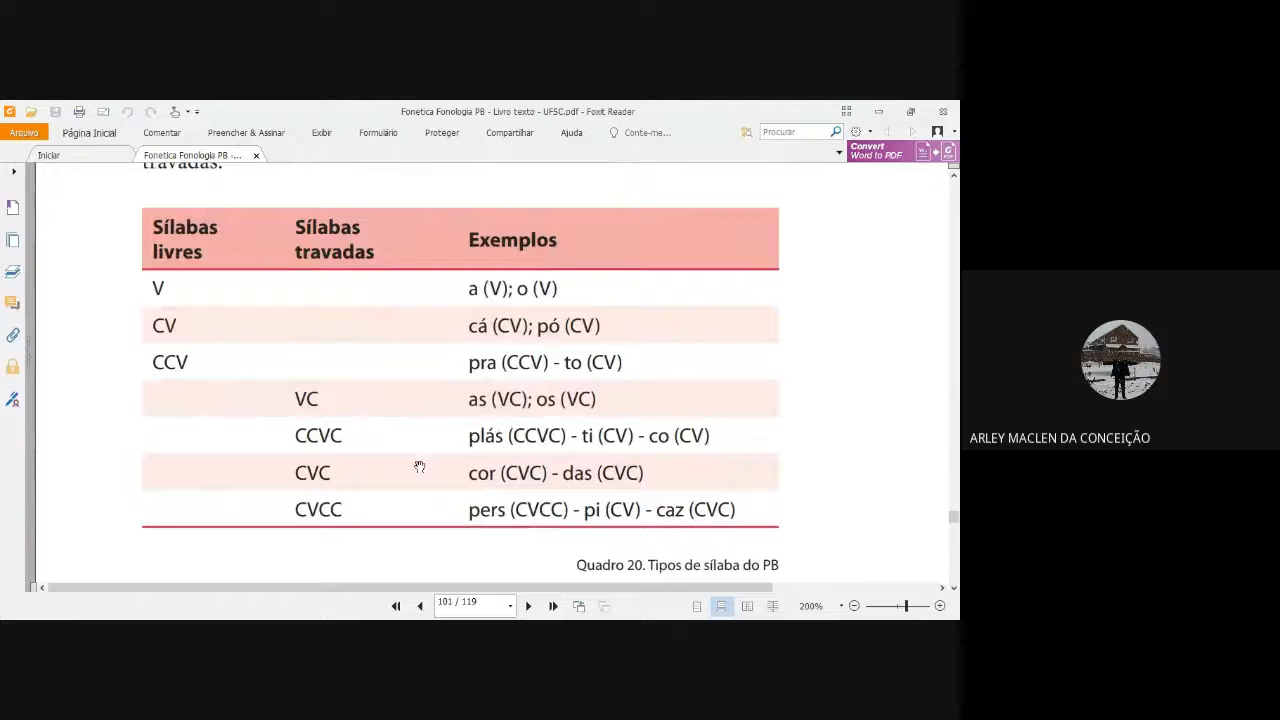 Fonetica Fonologia PB - Livro texto - UFSC.pdf - Foxit Reader
Arquivo Página Inicial Comentar Preencher & Assinar Exibir Formulário Protéger Compartilhar Ajuda Conte-me... Procurar
Iniciar Fonetica Fonologia PB -... Convert Word to PDF
travadas.
Sílabas livres Sílabas travadas Exemplos
V a (V); o (V)
CV cá (CV); pó (CV)
CCV pra (CCV) - to (CV)
VC as (VC); os (VC)
CCVC plás (CCVC) - ti (CV) - co (CV)
CVC cor (CVC) - das (CVC)
CVCC pers (CVCC) - pi (CV) - caz (CVC)
Quadro 20. Tipos de sílaba do PB
101 / 119 200%
ARLEY MACLEN DA CONCEIÇÃO